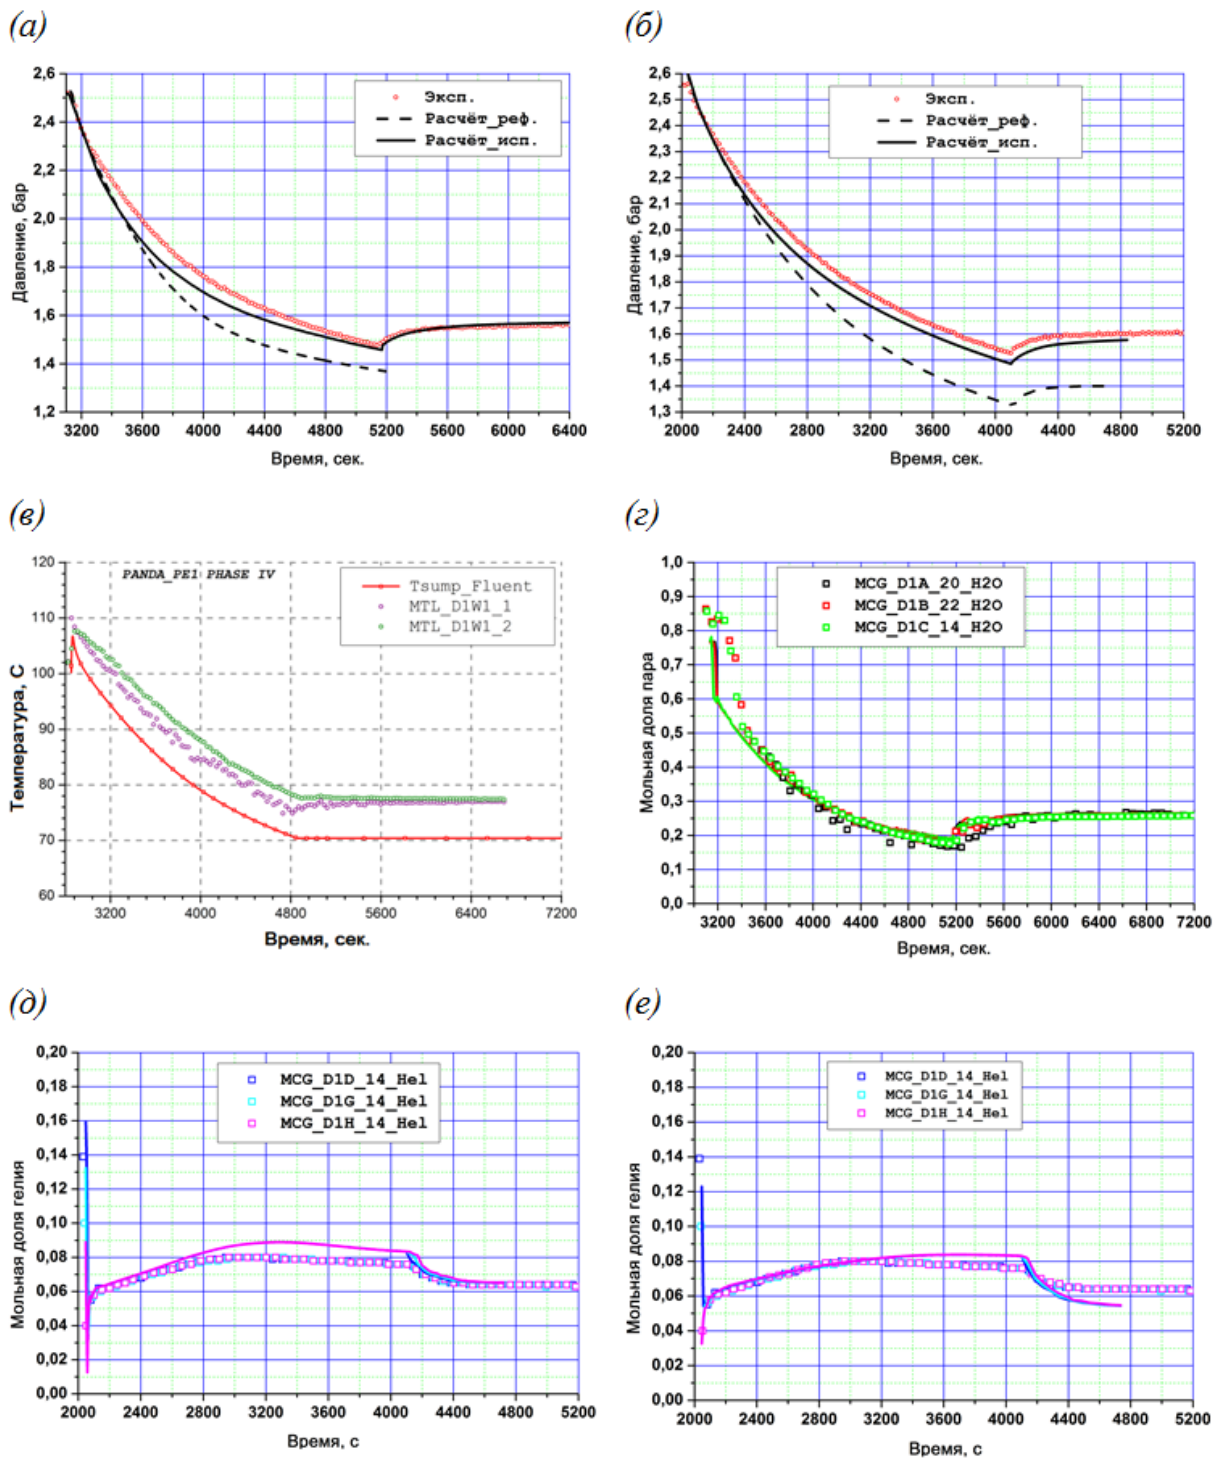 (а)
2,6
2,4
2,2
2,0
1,8
1,6
1,4
1,2
Давление, бар
Эксп.
Расчёт_реф.
Расчёт_исп.
3200 3600 4000 4400 4800 5200 5600 6000 6400
Время, сек.
(б)
2,6
2,5
2,4
2,3
2,2
2,1
2,0
1,9
1,8
1,7
1,6
1,5
1,4
1,3
Давление, бар
Эксп.
Расчёт_реф.
Расчёт_исп.
2000 2400 2800 3200 3600 4000 4400 4800 5200
Время, сек.
(в)
120
110
100
90
80
70
60
Температура, С
PANDA_PE1 PHASE IV
Tsump_Fluent
MTL_D1W1_1
MTL_D1W1_2
3200 4000 4800 5600 6400 7200
Время, сек.
(г)
1,0
0,9
0,8
0,7
0,6
0,5
0,4
0,3
0,2
0,1
0,0
Мольная доля пара
MCG_D1A_20_H2O
MCG_D1B_22_H2O
MCG_D1C_14_H2O
3200 3600 4000 4400 4800 5200 5600 6000 6400 6800 7200
Время, сек.
(д)
0,20
0,18
0,16
0,14
0,12
0,10
0,08
0,06
0,04
0,02
0,00
Мольная доля гелия
MCG_D1D_14_Hel
MCG_D1G_14_Hel
MCG_D1H_14_Hel
2000 2400 2800 3200 3600 4000 4400 4800 5200
Время, с
(е)
0,20
0,18
0,16
0,14
0,12
0,10
0,08
0,06
0,04
0,02
0,00
Мольная доля гелия
MCG_D1D_14_Hel
MCG_D1G_14_Hel
MCG_D1H_14_Hel
2000 2400 2800 3200 3600 4000 4400 4800 5200
Время, с